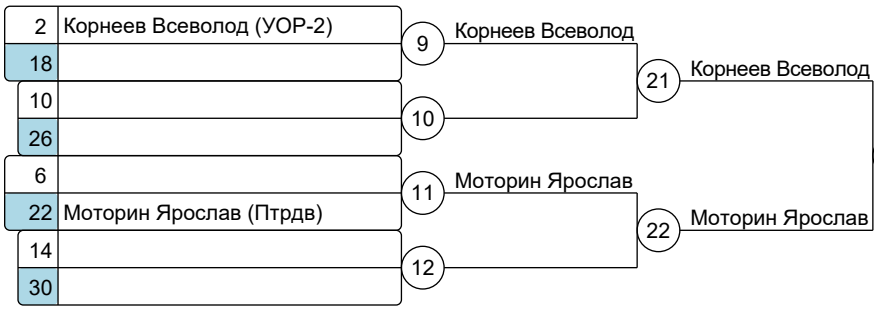 2 Корнеев Всеволод (УОР-2)
9 Корнеев Всеволод
18
21 Корнеев Всеволод
10
10
26
6
11 Моторин Ярослав
22 Моторин Ярослав (Птрдв)
22 Моторин Ярослав
14
12
30